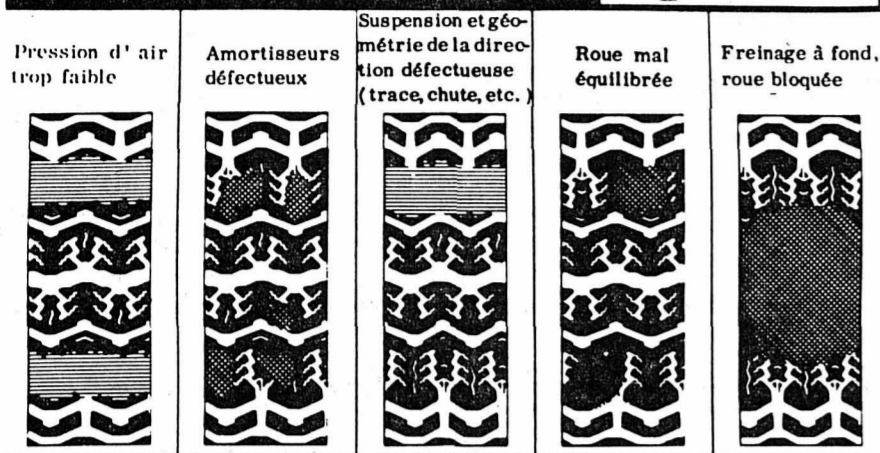 Pression d' air
trop faible
Amortisseurs
défectueux
Suspension et géo-
métrie de la direc-
tion défectueuse
(trace, chute, etc.)
Roue mal
équilibrée
Freinage à fond,
roue bloquée